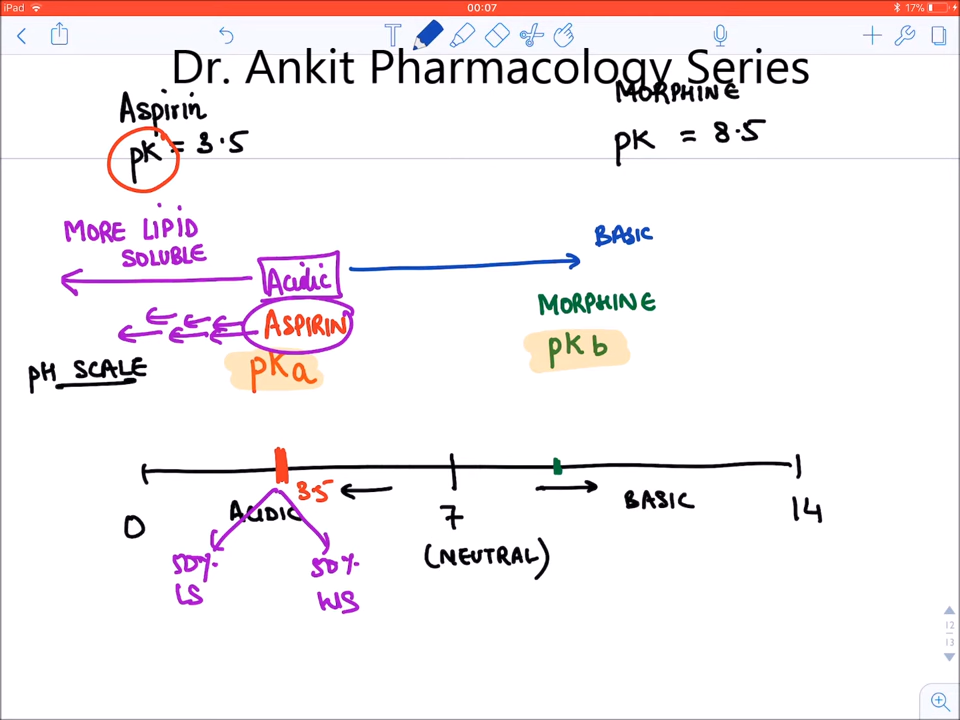 iPad
00:07
17%
T
Dr. Ankit Pharmacology Series
Aspirin
pK = 3.5
MORPHINE
pK = 8.5
MORE LIPID
SOLUBLE
Acidic
BASIC
ASPIRIN
MORPHINE
pKa
pKb
pH SCALE
3.5
ACIDIC
BASIC
0
7
14
(NEUTRAL)
50% LS
50% WS
12
13